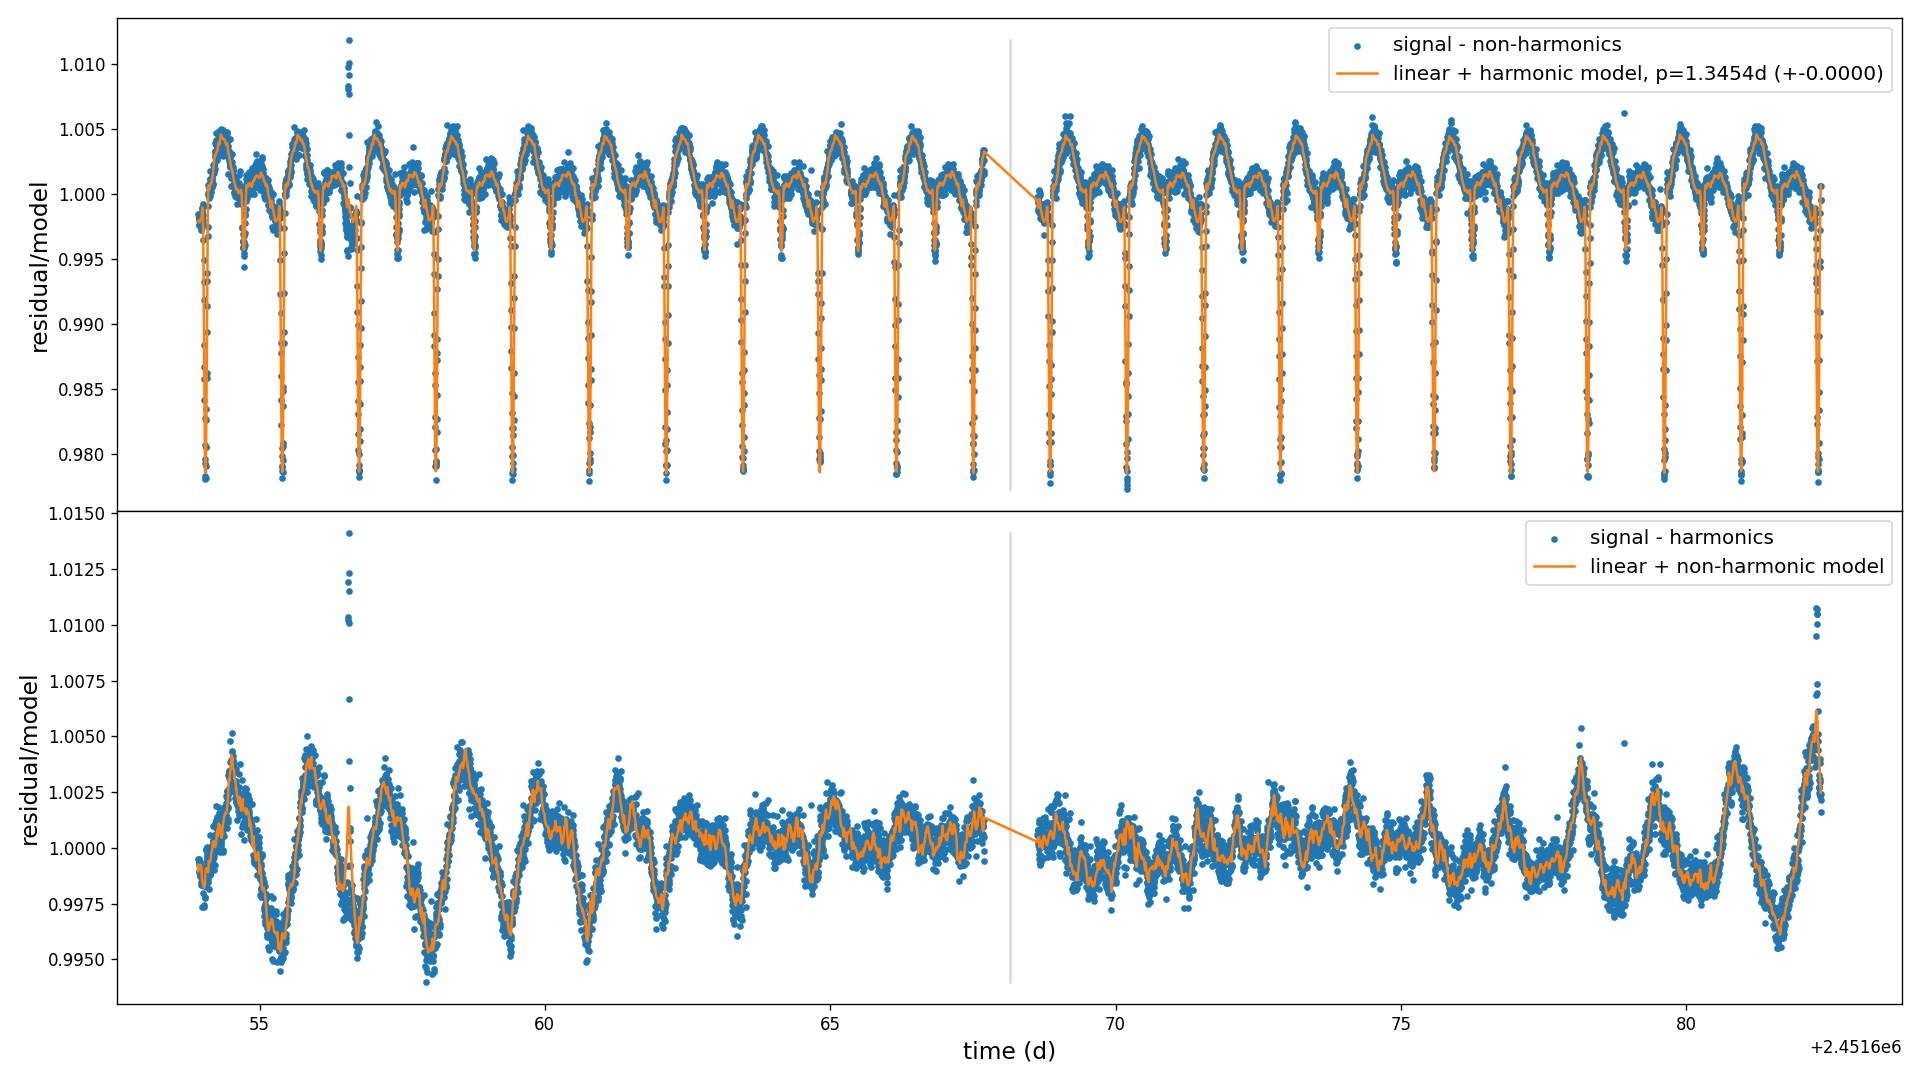 signal - non-harmonics
linear + harmonic model, p=1.3454d (+-0.0000)
residual/model
1.010
1.005
1.000
0.995
0.990
0.985
0.980
signal - harmonics
linear + non-harmonic model
residual/model
1.0150
1.0125
1.0100
1.0075
1.0050
1.0025
1.0000
0.9975
0.9950
55
60
65
70
75
80
time (d)
+2.4516e6